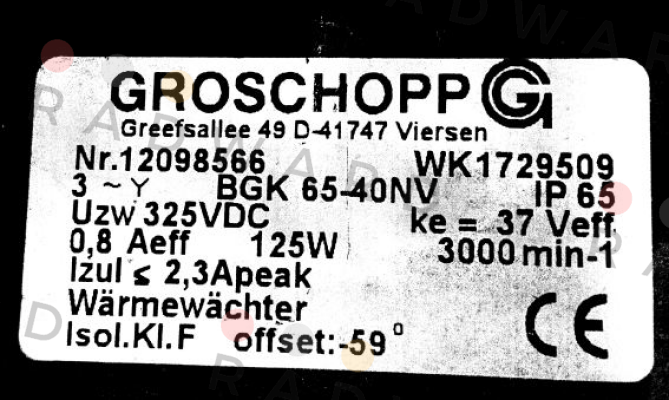 GROSCHOPP G
Greefsallee 49 D-41747 Viersen
Nr.12098566 WK1729509
3 ~ Y BGK 65-40NV IP 65
Uzw 325VDC ke = 37 Veff
0,8 Aeff 125W 3000 min-1
Izul ≤ 2,3Apeak
Wärmewächter
Isol.Kl.F offset:-59°
CE
RADWAR